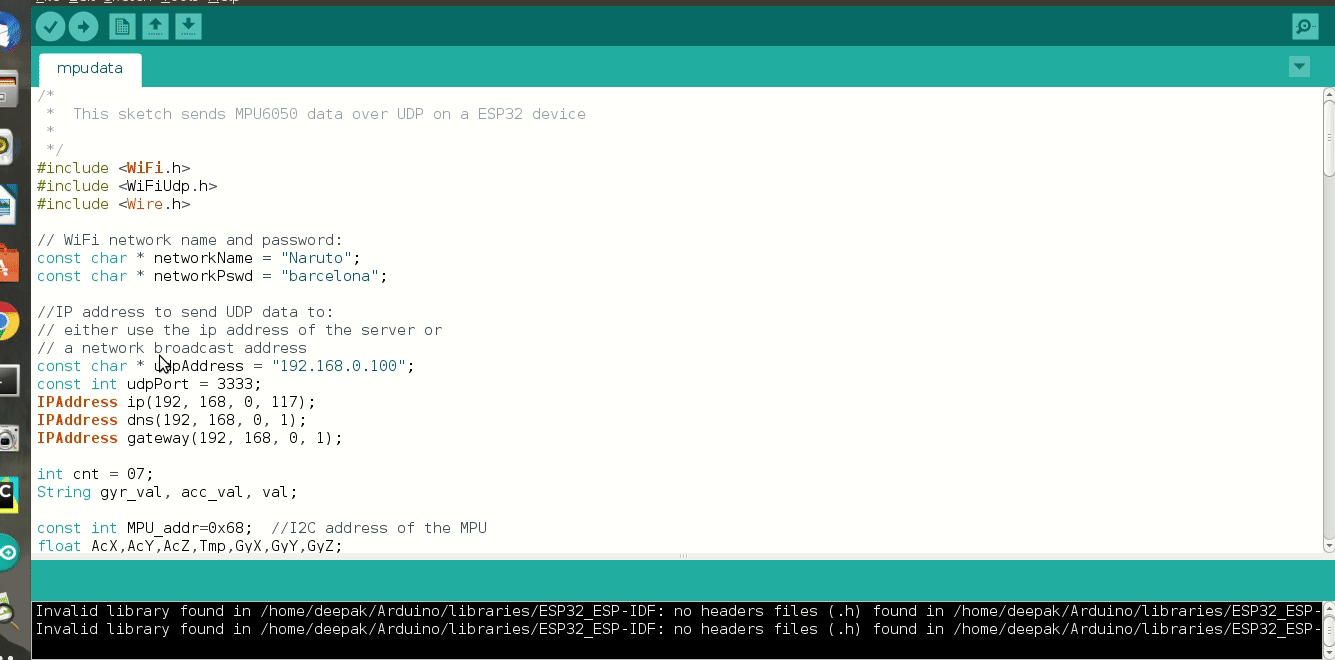 mpudata
/*
 *  This sketch sends MPU6050 data over UDP on a ESP32 device
 *
 */
#include <WiFi.h>
#include <WiFiUdp.h>
#include <Wire.h>
// WiFi network name and password:
const char * networkName = "Naruto";
const char * networkPswd = "barcelona";
//IP address to send UDP data to:
// either use the ip address of the server or
// a network broadcast address
const char * udpAddress = "192.168.0.100";
const int udpPort = 3333;
IPAddress ip(192, 168, 0, 117);
IPAddress dns(192, 168, 0, 1);
IPAddress gateway(192, 168, 0, 1);
int cnt = 07;
String gyr_val, acc_val, val;
const int MPU_addr=0x68;  //I2C address of the MPU
float AcX,AcY,AcZ,Tmp,GyX,GyY,GyZ;
Invalid library found in /home/deepak/Arduino/libraries/ESP32_ESP-IDF: no headers files (.h) found in /home/deepak/Arduino/libraries/ESP32_ESP-
Invalid library found in /home/deepak/Arduino/libraries/ESP32_ESP-IDF: no headers files (.h) found in /home/deepak/Arduino/libraries/ESP32_ESP-